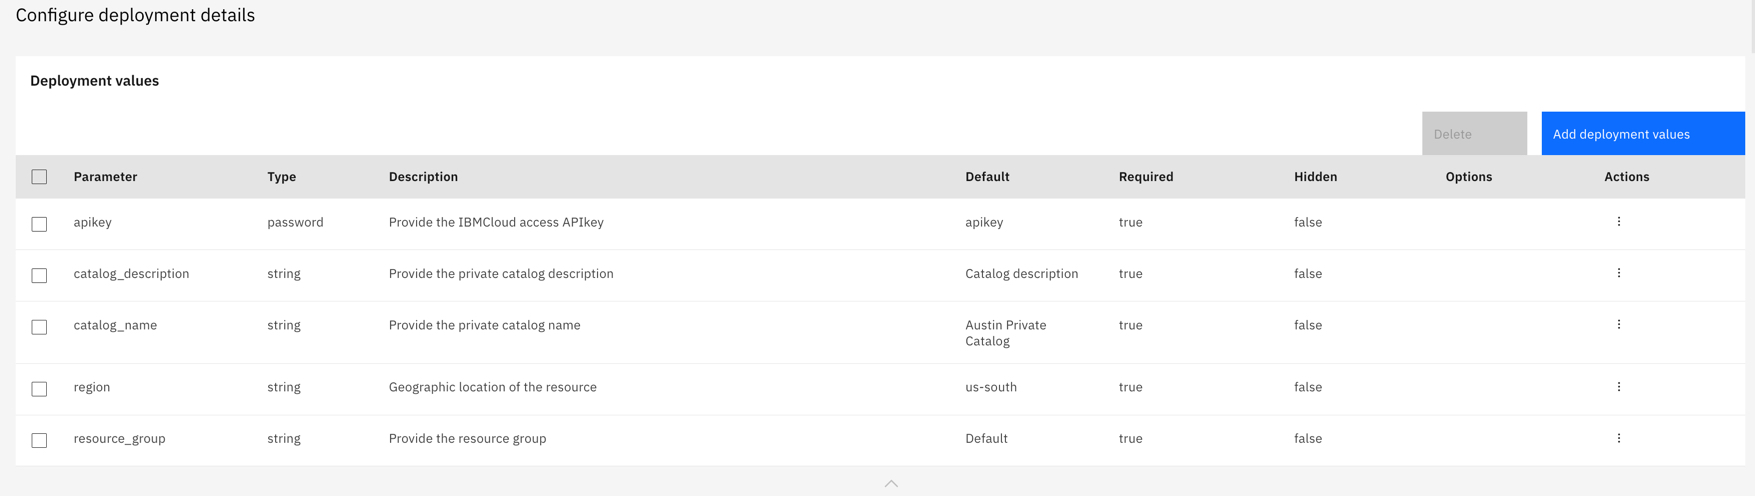 Configure deployment details
Deployment values
Delete Add deployment values
Parameter Type Description Default Required Hidden Options Actions
apikey password Provide the IBMCloud access APIkey apikey true false
catalog_description string Provide the private catalog description Catalog description true false
catalog_name string Provide the private catalog name Austin Private true false
Catalog
region string Geographic location of the resource us-south true false
resource_group string Provide the resource group Default true false